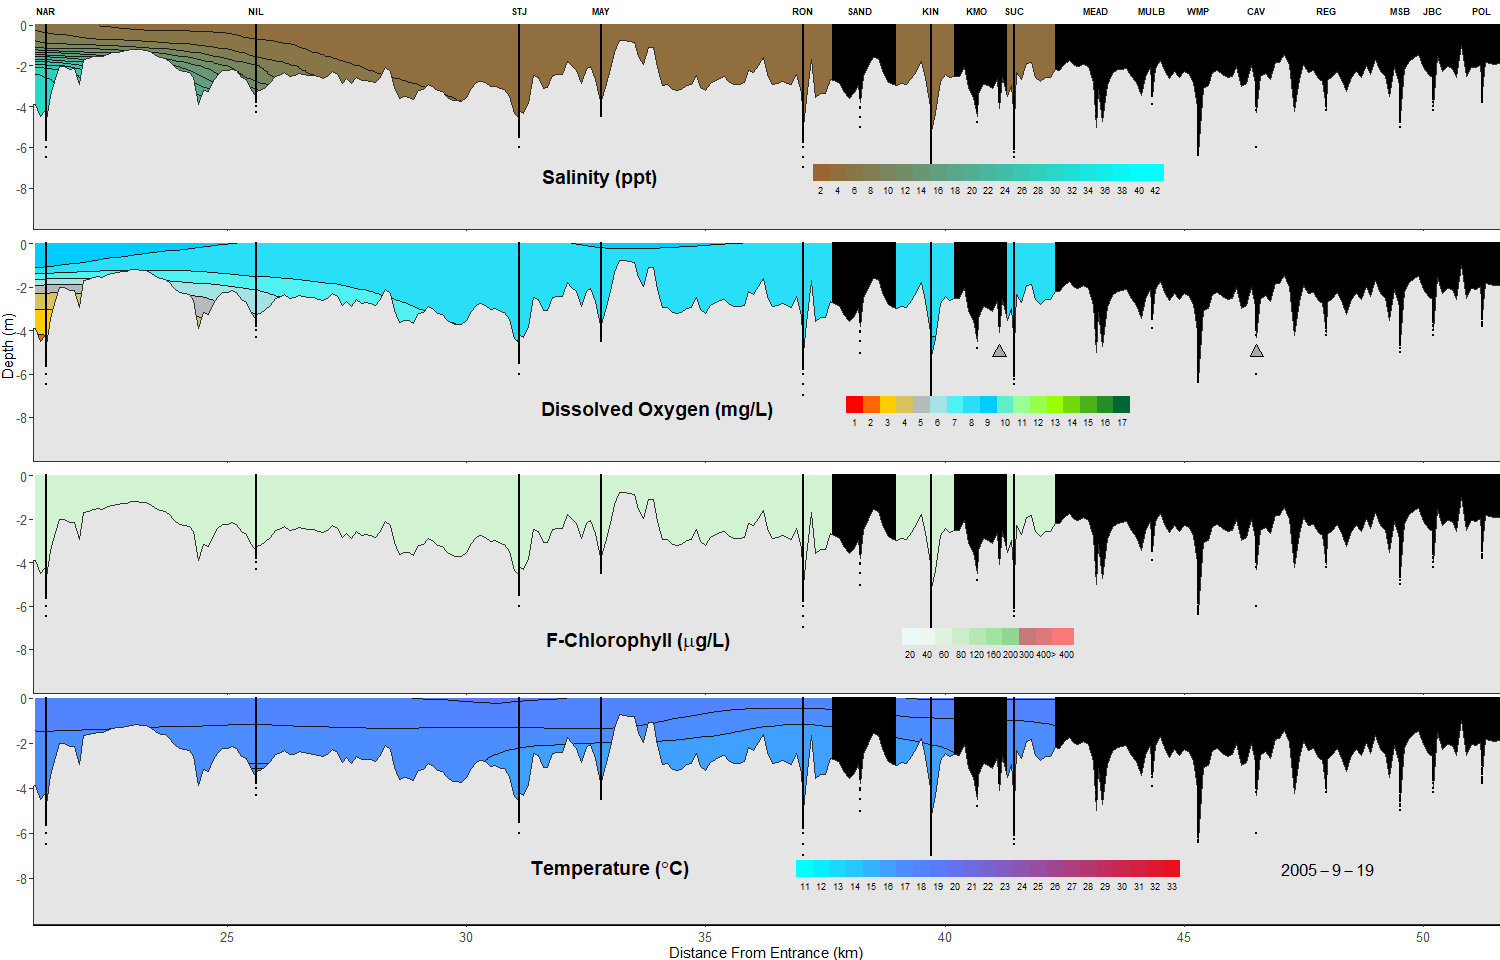 NAR NIL STJ MAY RON SAND KIN KMO SUC MEAD MULB WMP CAV REG MSB JBC POL
0
-2
-4
-6
-8
Salinity (ppt)
2 4 6 8 10 12 14 16 18 20 22 24 26 28 30 32 34 36 38 40 42
0
-2
-4
-6
-8
Depth (m)
Dissolved Oxygen (mg/L)
1 2 3 4 5 6 7 8 9 10 11 12 13 14 15 16 17
0
-2
-4
-6
-8
F-Chlorophyll (μg/L)
20 40 60 80 120 160 200 300 400> 400
0
-2
-4
-6
-8
Temperature (°C)
11 12 13 14 15 16 17 18 19 20 21 22 23 24 25 26 27 28 29 30 31 32 33
2005 – 9 – 19
25 30 35 40 45 50
Distance From Entrance (km)